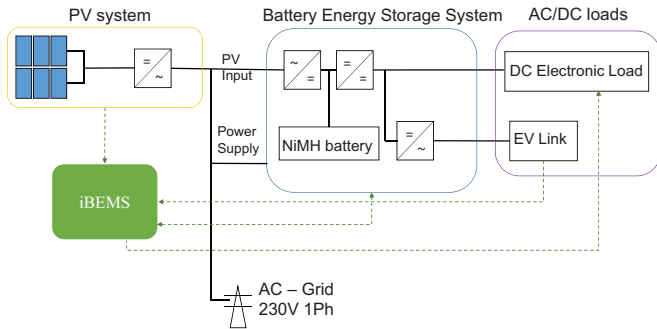 PV system
Battery Energy Storage System
AC/DC loads
=
~
PV
Input
~
=
=
=
DC Electronic Load
Power
Supply
NiMH battery
=
~
EV Link
iBEMS
AC – Grid
230V 1Ph